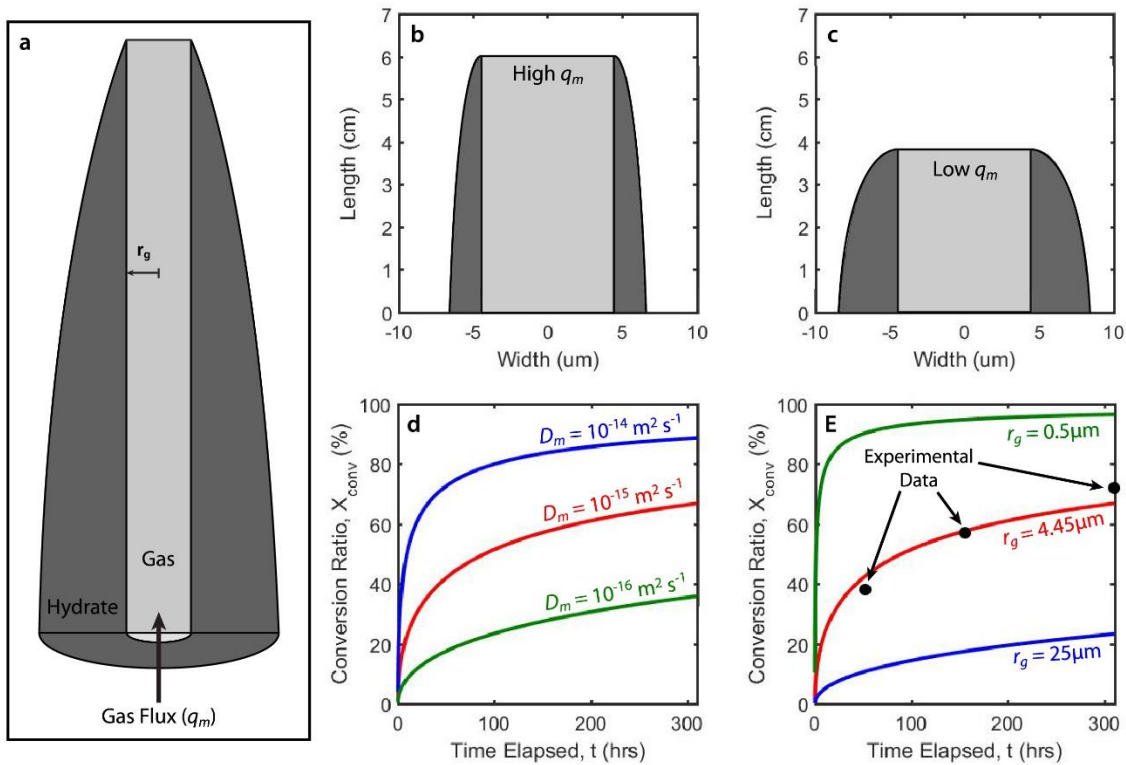 a
r_g
Gas
Hydrate
Gas Flux (q_m)
b
High q_m
Length (cm)
7
6
5
4
3
2
1
0
-10
-5
0
5
10
Width (um)
c
Low q_m
Length (cm)
7
6
5
4
3
2
1
0
-10
-5
0
5
10
Width (um)
d
D_m = 10^-14 m^2 s^-1
D_m = 10^-15 m^2 s^-1
D_m = 10^-16 m^2 s^-1
Conversion Ratio, X_conv (%)
100
80
60
40
20
0
0
100
200
300
Time Elapsed, t (hrs)
E
r_g = 0.5μm
Experimental
Data
r_g = 4.45μm
r_g = 25μm
Conversion Ratio, X_conv (%)
100
80
60
40
20
0
0
100
200
300
Time Elapsed, t (hrs)